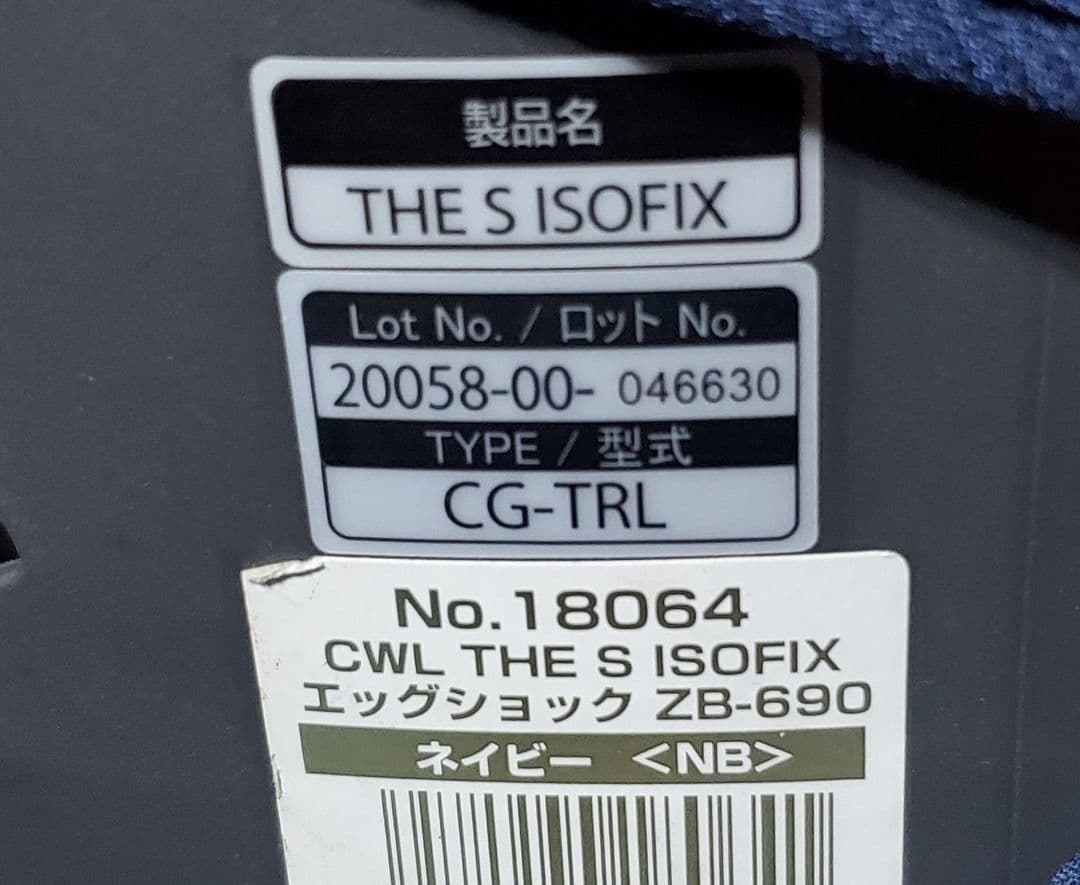 製品名
THE S ISOFIX
Lot No. / ロット No.
20058-00- 046630
TYPE / 型式
CG-TRL
No.18064
CWL THE S ISOFIX
エッグショック ZB-690
ネイビー <NB>